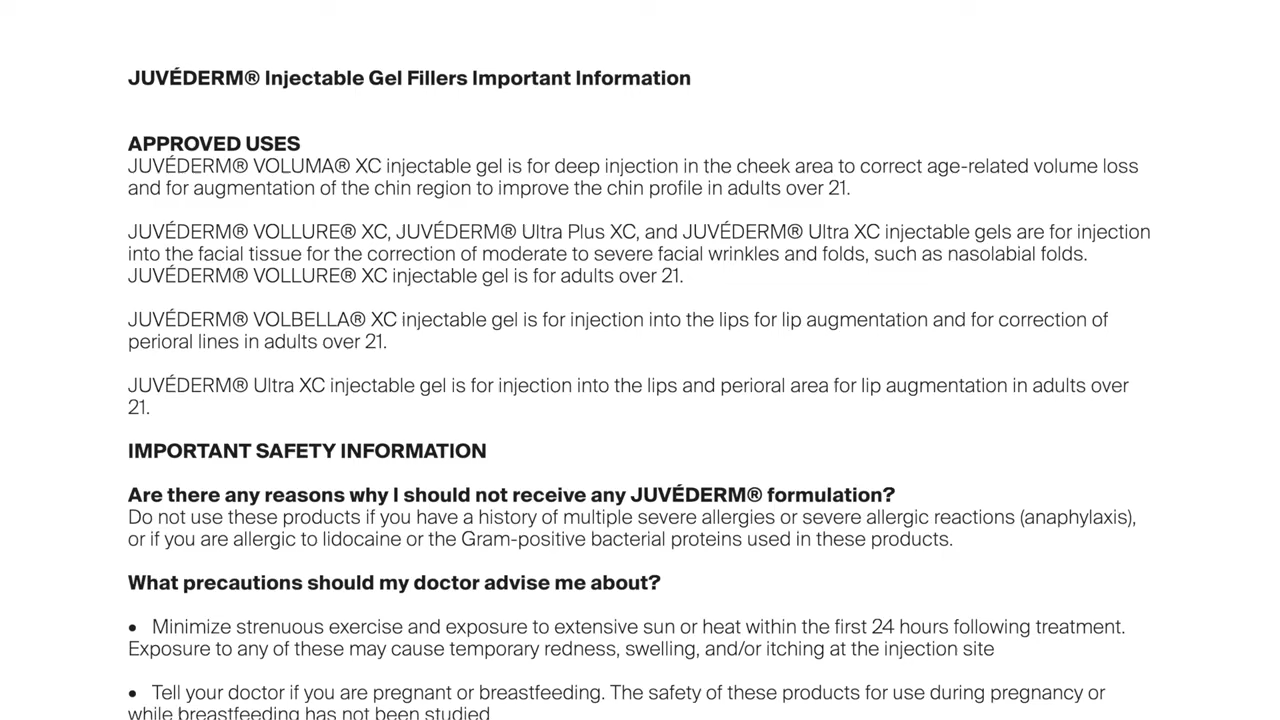 JUVÉDERM® Injectable Gel Fillers Important Information
APPROVED USES
JUVÉDERM® VOLUMA® XC injectable gel is for deep injection in the cheek area to correct age-related volume loss
and for augmentation of the chin region to improve the chin profile in adults over 21.
JUVÉDERM® VOLLURE® XC, JUVÉDERM® Ultra Plus XC, and JUVÉDERM® Ultra XC injectable gels are for injection
into the facial tissue for the correction of moderate to severe facial wrinkles and folds, such as nasolabial folds.
JUVÉDERM® VOLLURE® XC injectable gel is for adults over 21.
JUVÉDERM® VOLBELLA® XC injectable gel is for injection into the lips for lip augmentation and for correction of
perioral lines in adults over 21.
JUVÉDERM® Ultra XC injectable gel is for injection into the lips and perioral area for lip augmentation in adults over
21.
IMPORTANT SAFETY INFORMATION
Are there any reasons why I should not receive any JUVÉDERM® formulation?
Do not use these products if you have a history of multiple severe allergies or severe allergic reactions (anaphylaxis),
or if you are allergic to lidocaine or the Gram-positive bacterial proteins used in these products.
What precautions should my doctor advise me about?
• Minimize strenuous exercise and exposure to extensive sun or heat within the first 24 hours following treatment.
Exposure to any of these may cause temporary redness, swelling, and/or itching at the injection site
• Tell your doctor if you are pregnant or breastfeeding. The safety of these products for use during pregnancy or
while breastfeeding has not been studied